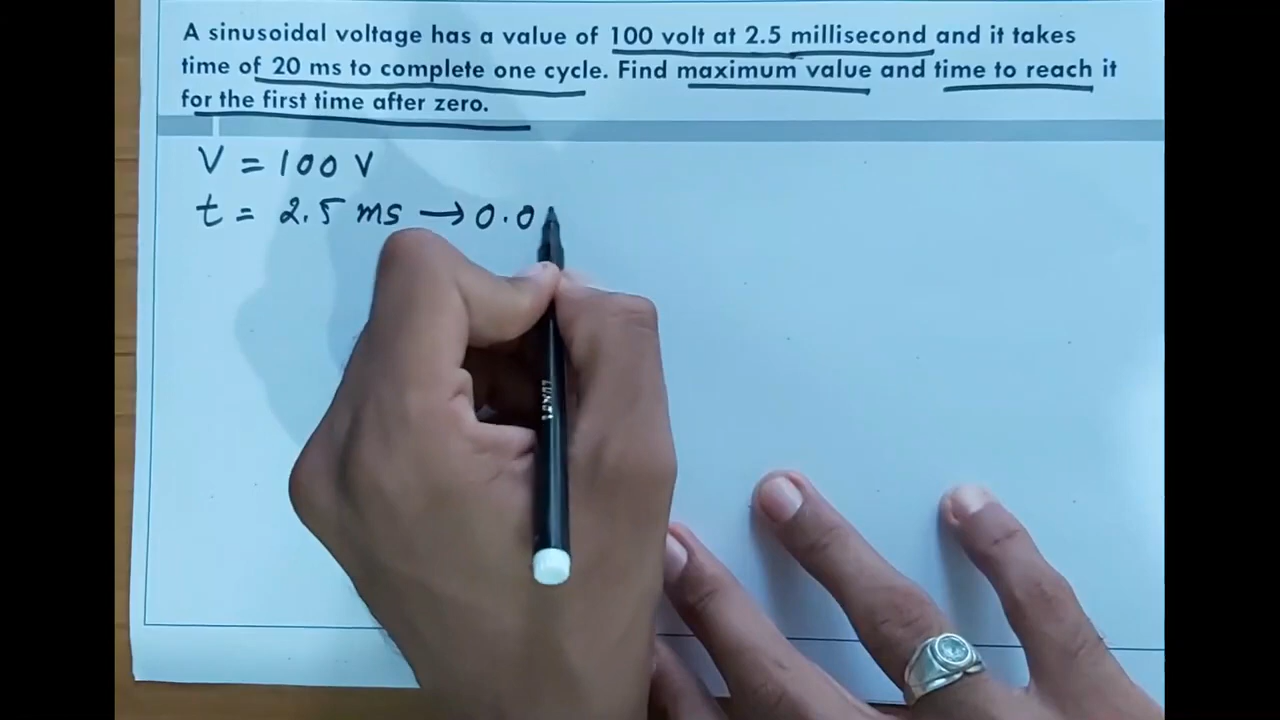 A sinusoidal voltage has a value of 100 volt at 2.5 millisecond and it takes
time of 20 ms to complete one cycle. Find maximum value and time to reach it
for the first time after zero.
V = 100 V
t = 2.5 ms → 0.0